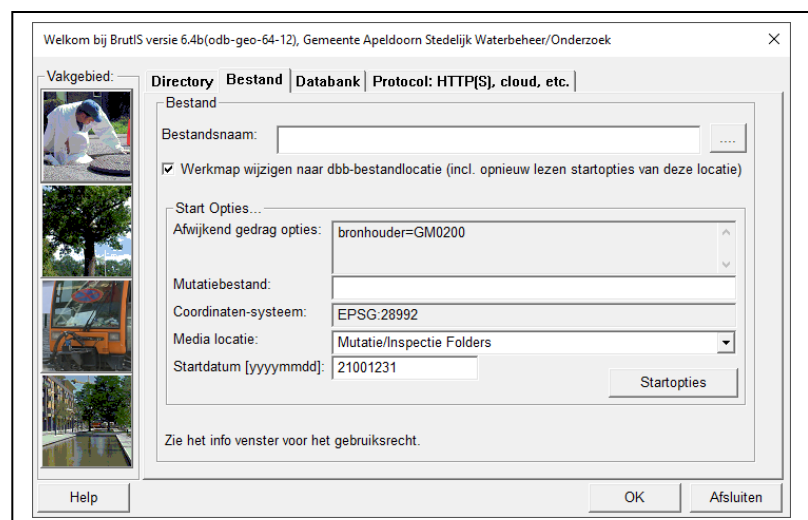 Welkom bij BrutIS versie 6.4b(odb-geo-64-12), Gemeente Apeldoorn Stedelijk Waterbeheer/Onderzoek
Vakgebied:
Directory Bestand Databank Protocol: HTTP(S), cloud, etc.
Bestand
Bestandsnaam: ....
Werkmap wijzigen naar dbb-bestandlocatie (incl. opnieuw lezen startopties van deze locatie)
Start Opties...
Afwijkend gedrag opties: bronhouder=GM0200
Mutatiebestand:
Coordinaten-systeem: EPSG:28992
Media locatie: Mutatie/Inspectie Folders
Startdatum [yyyymmdd]: 21001231
Startopties
Zie het info venster voor het gebruiksrecht.
Help OK Afsluiten